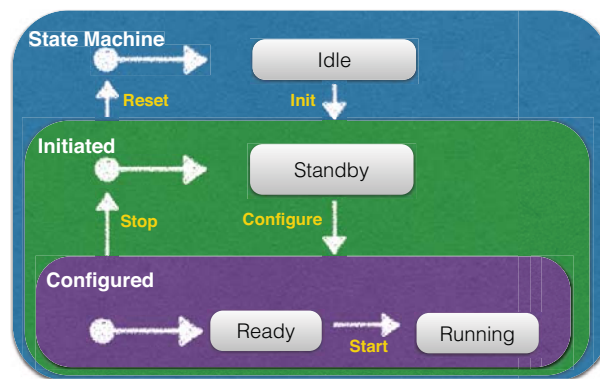 State Machine
Idle
Reset
Init
Initiated
Standby
Stop
Configure
Configured
Ready
Start
Running